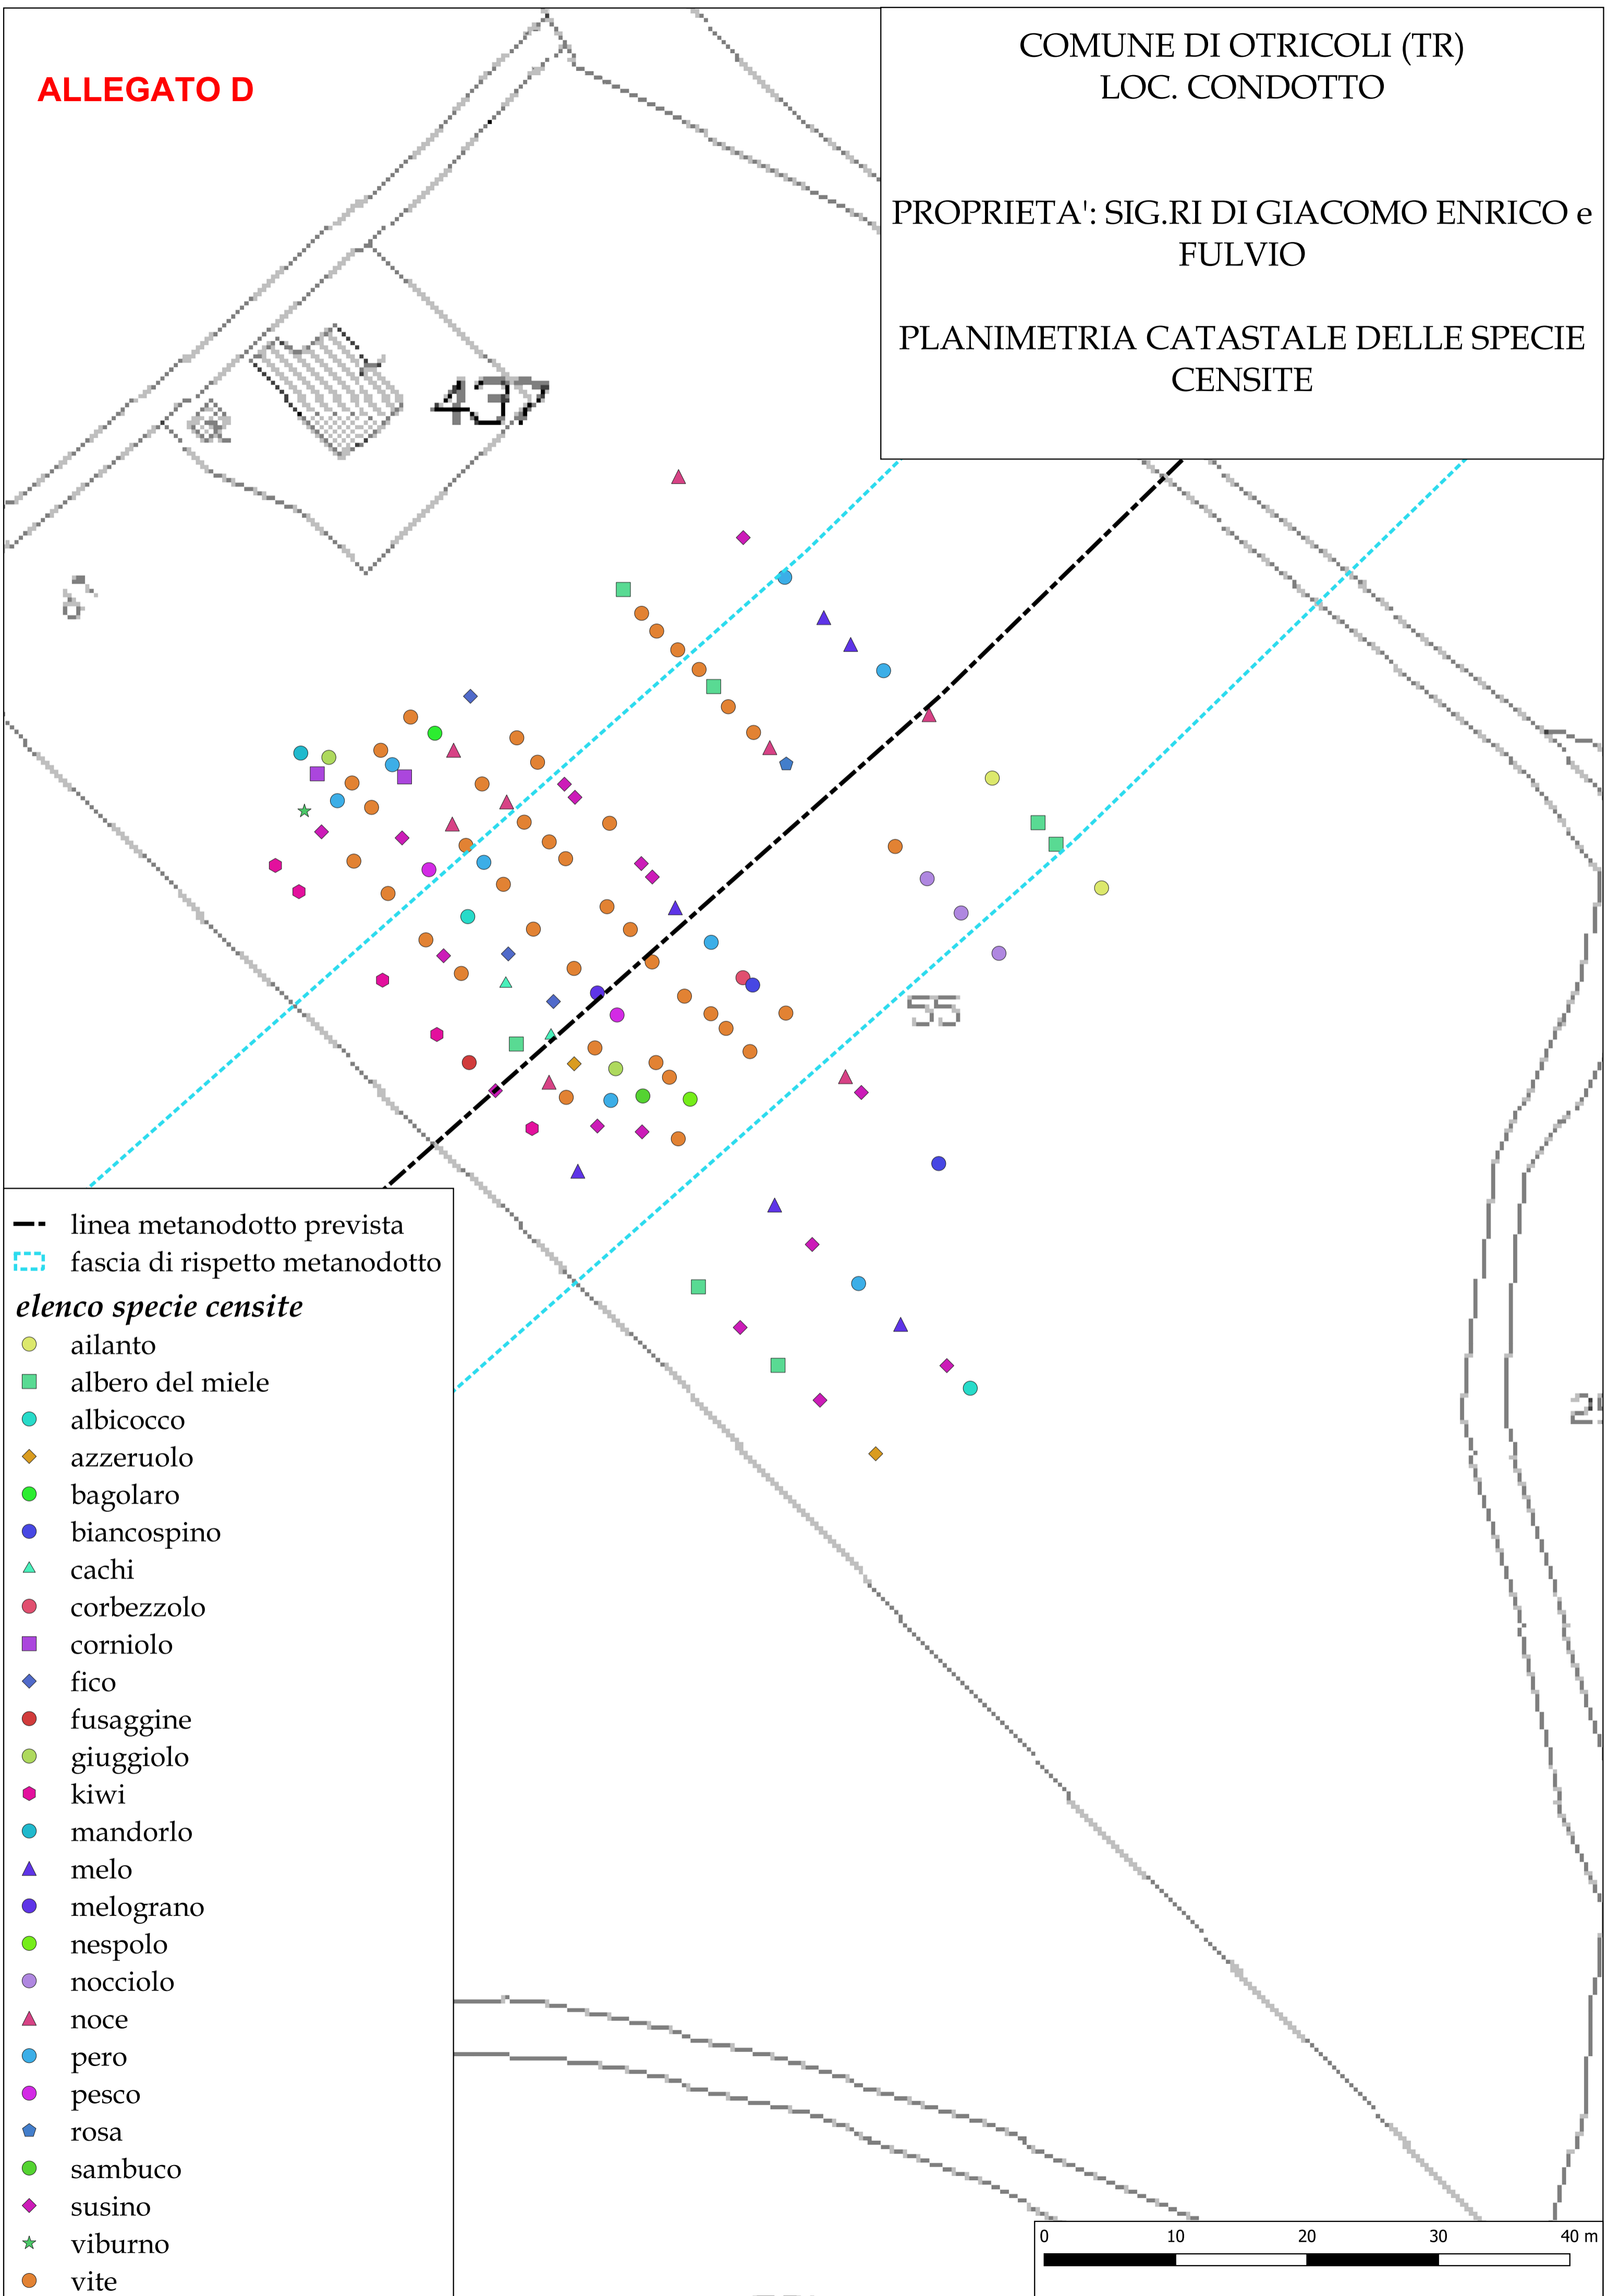 ALLEGATO D
COMUNE DI OTRICOLI (TR)
LOC. CONDOTTO
PROPRIETA': SIG.RI DI GIACOMO ENRICO e
FULVIO
PLANIMETRIA CATASTALE DELLE SPECIE
CENSITE
437
55
linea metanodotto prevista
fascia di rispetto metanodotto
elenco specie censite
ailanto
albero del miele
albicocco
azzeruolo
bagolaro
biancospino
cachi
corbezzolo
corniolo
fico
fusaggine
giuggiolo
kiwi
mandorlo
melo
melograno
nespolo
nocciolo
noce
pero
pesco
rosa
sambuco
susino
viburno
vite
0 10 20 30 40 m